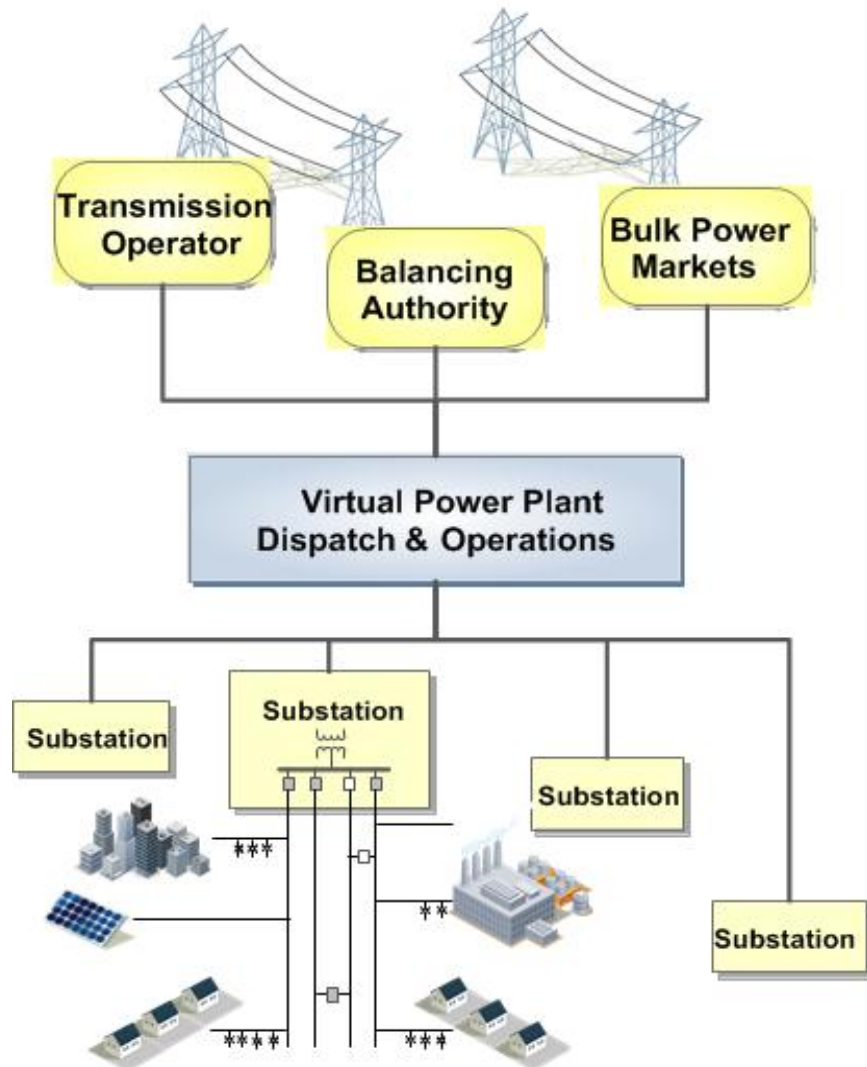 Transmission
Operator
Balancing
Authority
Bulk Power
Markets
Virtual Power Plant
Dispatch & Operations
Substation
Substation
Substation
Substation